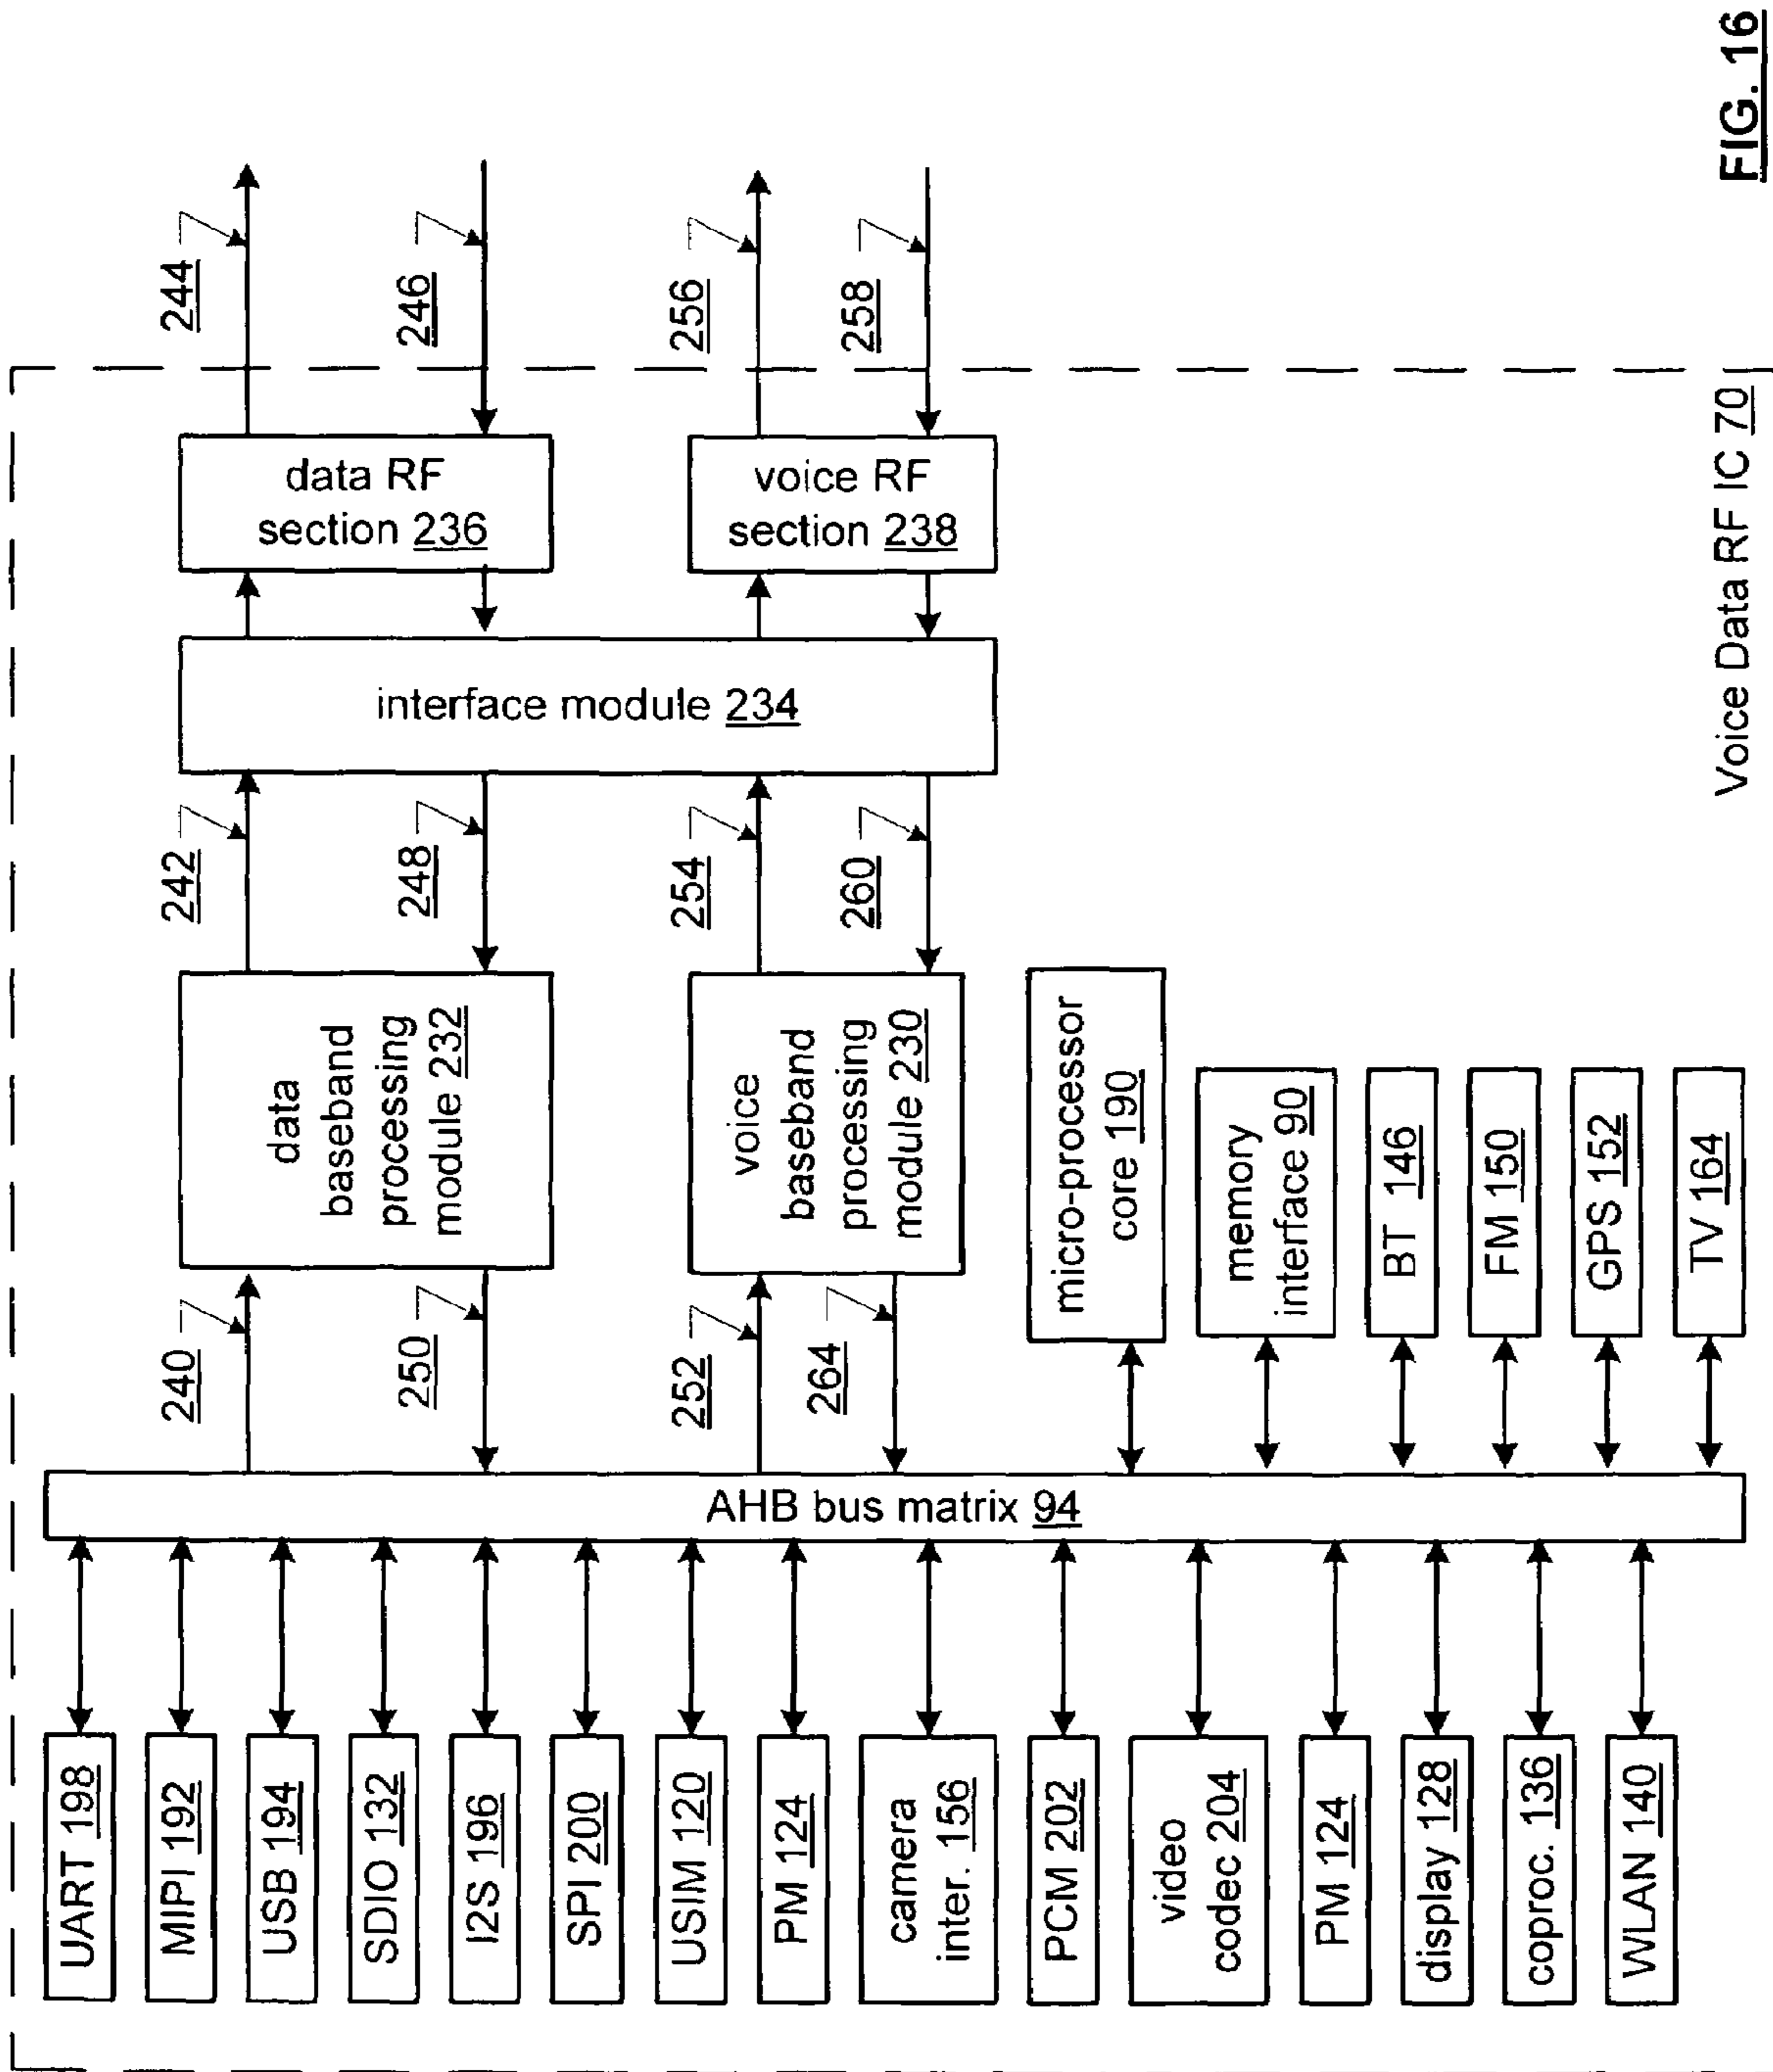 UART 198
MIPI 192
USB 194
SDIO 132
I2S 196
SPI 200
USIM 120
PM 124
camera
inter. 156
PCM 202
video
codec 204
PM 124
display 128
coproc. 136
WLAN 140
AHB bus matrix 94
240
250
252
264
data
baseband
processing
module 232
voice
baseband
processing
module 230
micro-processor
core 190
memory
interface 90
BT 146
FM 150
GPS 152
TV 164
242
248
254
260
interface module 234
data RF
section 236
voice RF
section 238
244
246
256
258
Voice Data RF IC 70
FIG. 16